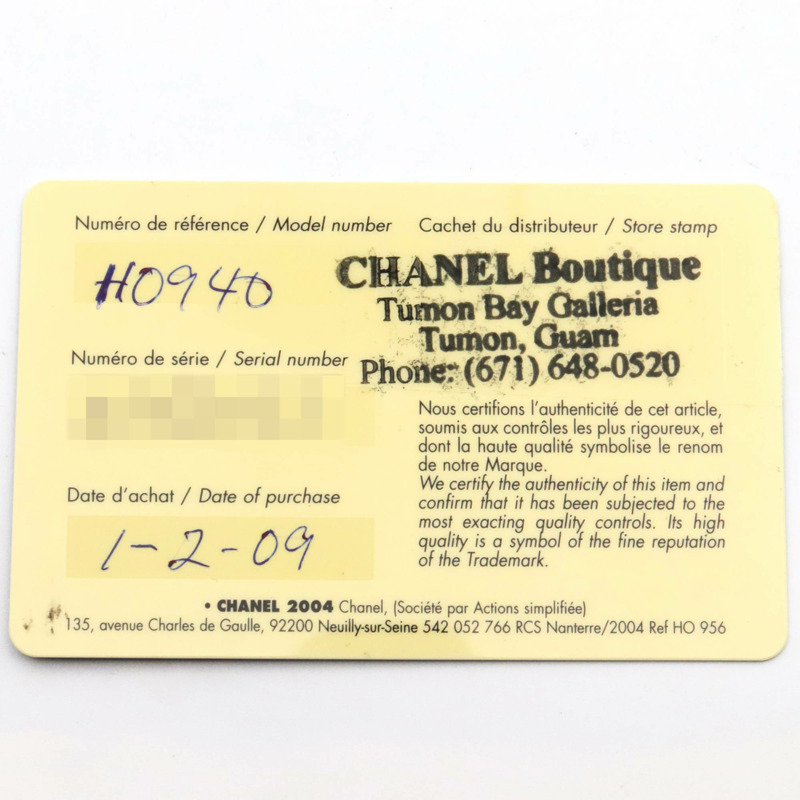 Numéro de référence / Model number
H0940
Cachet du distributeur / Store stamp
CHANEL Boutique
Tumon Bay Galleria
Tumon, Guam
Phone: (671) 648-0520
Numéro de série / Serial number
Date d'achat / Date of purchase
1-2-09
Nous certifions l'authenticité de cet article,
soumis aux contrôles les plus rigoureux, et
dont la haute qualité symbolise le renom
de notre Marque.
We certify the authenticity of this item and
confirm that it has been subjected to the
most exacting quality controls. Its high
quality is a symbol of the fine reputation
of the Trademark.
• CHANEL 2004 Chanel, (Société par Actions simplifiée)
135, avenue Charles de Gaulle, 92200 Neuilly-sur-Seine 542 052 766 RCS Nanterre/2004 Ref HO 956